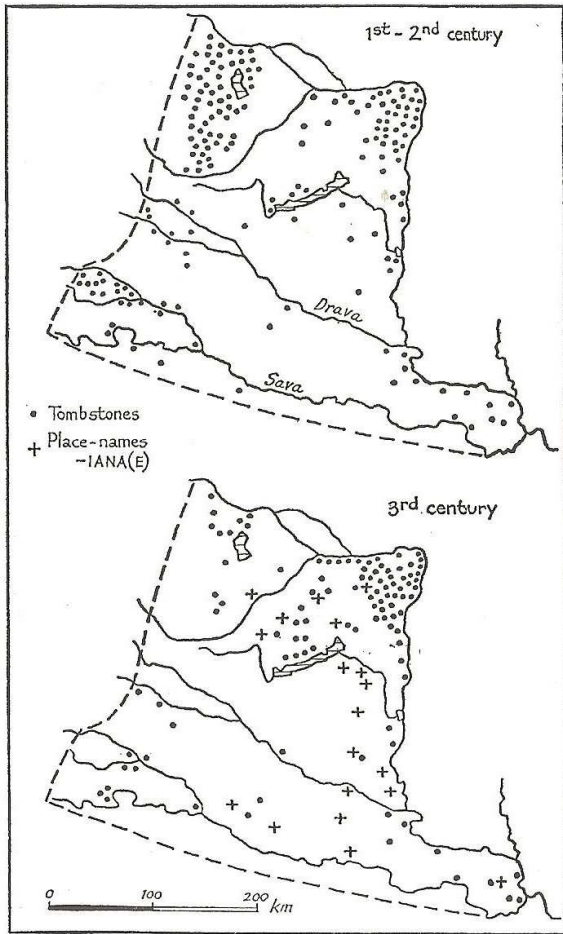 1st - 2nd century
Drava
Sava
• Tombstones
+ Place-names
-IANA(E)
3rd century
0 100 200
km